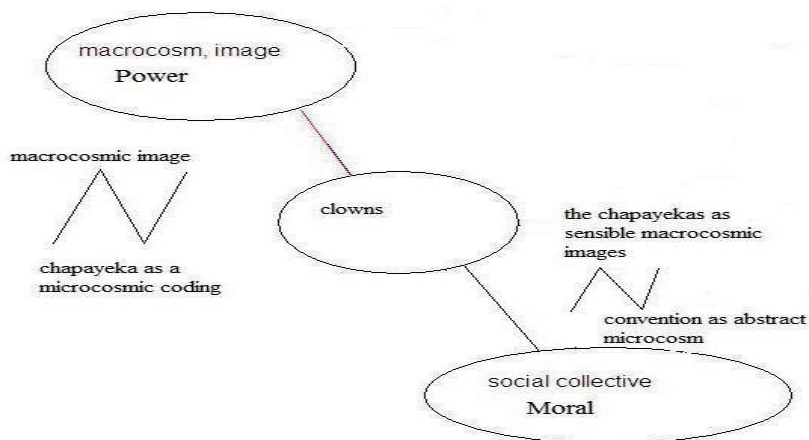 macrocosm, image
Power
macrocosmic image
chapayeka as a
microcosmic coding
clowns
the chapayekas as
sensible macrocosmic
images
convention as abstract
microcosm
social collective
Moral